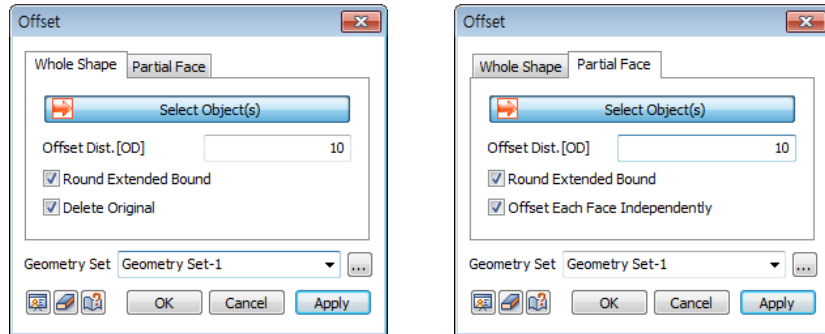 Offset
Whole Shape Partial Face
Select Object(s)
Offset Dist.[OD] 10
Round Extended Bound
Delete Original
Geometry Set Geometry Set-1 ...
OK Cancel Apply
Offset
Whole Shape Partial Face
Select Object(s)
Offset Dist.[OD] 10
Round Extended Bound
Offset Each Face Independently
Geometry Set Geometry Set-1 ...
OK Cancel Apply